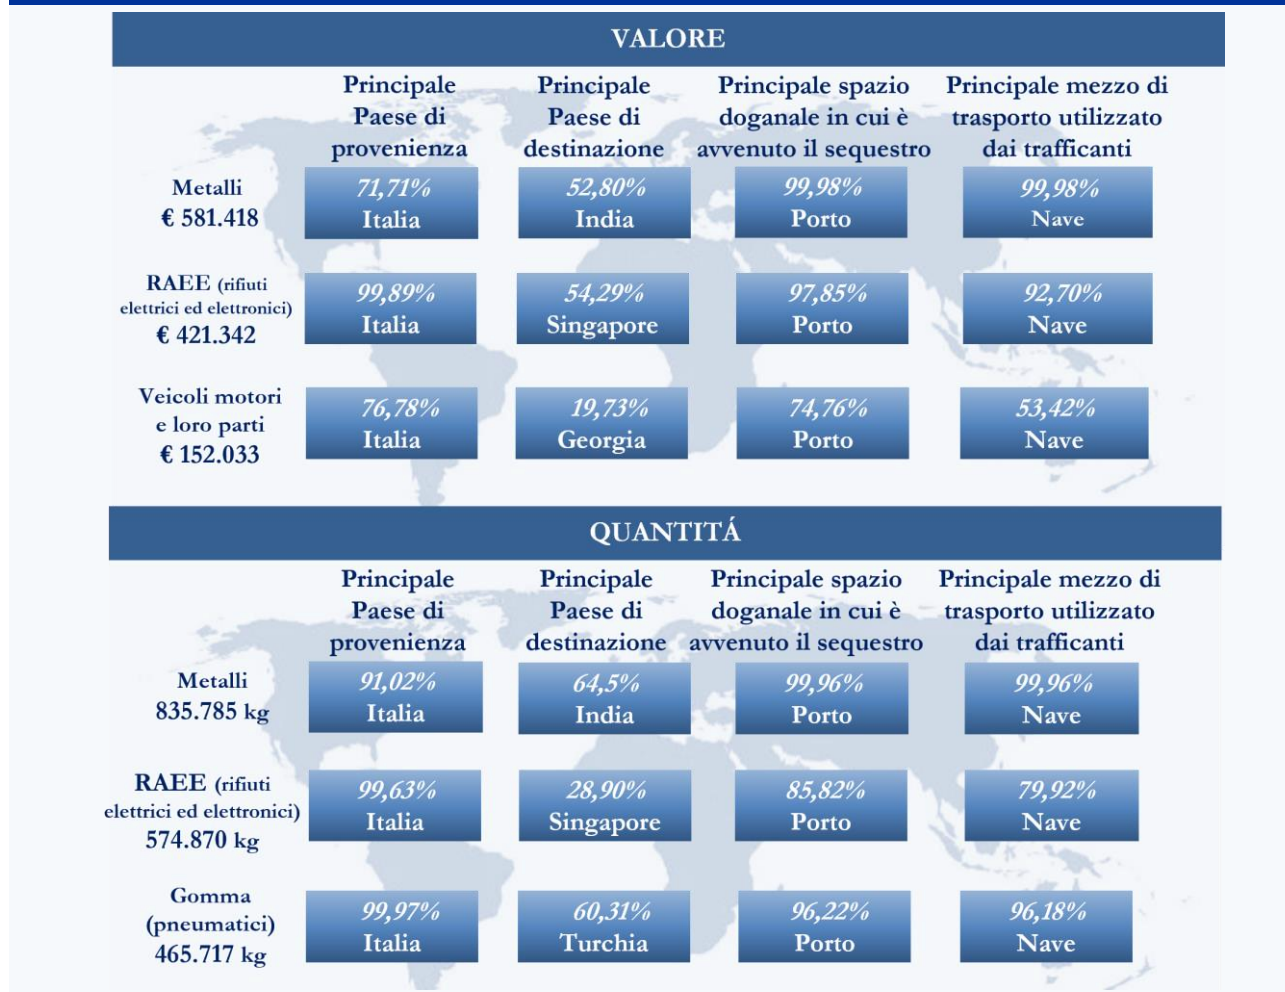 VALORE
Principale
Paese di
provenienza
Principale
Paese di
destinazione
Principale spazio
doganale in cui è
avvenuto il sequestro
Principale mezzo di
trasporto utilizzato
dai trafficanti
Metalli
€ 581.418
71,71%
Italia
52,80%
India
99,98%
Porto
99,98%
Nave
RAEE (rifiuti
elettrici ed elettronici)
€ 421.342
99,89%
Italia
54,29%
Singapore
97,85%
Porto
92,70%
Nave
Veicoli motori
e loro parti
€ 152.033
76,78%
Italia
19,73%
Georgia
74,76%
Porto
53,42%
Nave
QUANTITÁ
Principale
Paese di
provenienza
Principale
Paese di
destinazione
Principale spazio
doganale in cui è
avvenuto il sequestro
Principale mezzo di
trasporto utilizzato
dai trafficanti
Metalli
835.785 kg
91,02%
Italia
64,5%
India
99,96%
Porto
99,96%
Nave
RAEE (rifiuti
elettrici ed elettronici)
574.870 kg
99,63%
Italia
28,90%
Singapore
85,82%
Porto
79,92%
Nave
Gomma
(pneumatici)
465.717 kg
99,97%
Italia
60,31%
Turchia
96,22%
Porto
96,18%
Nave